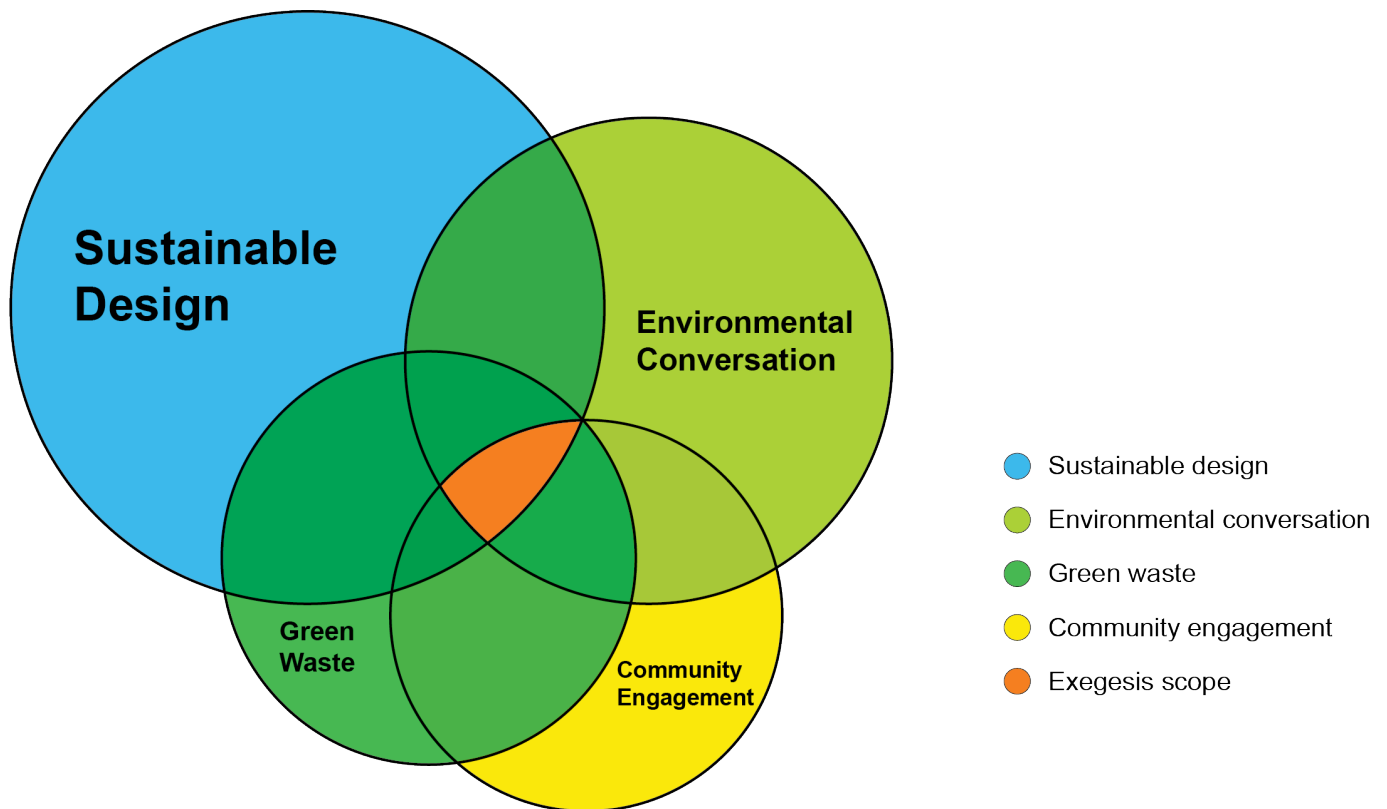 Sustainable
Design
Environmental
Conversation
Green
Waste
Community
Engagement
Sustainable design
Environmental conversation
Green waste
Community engagement
Exegesis scope